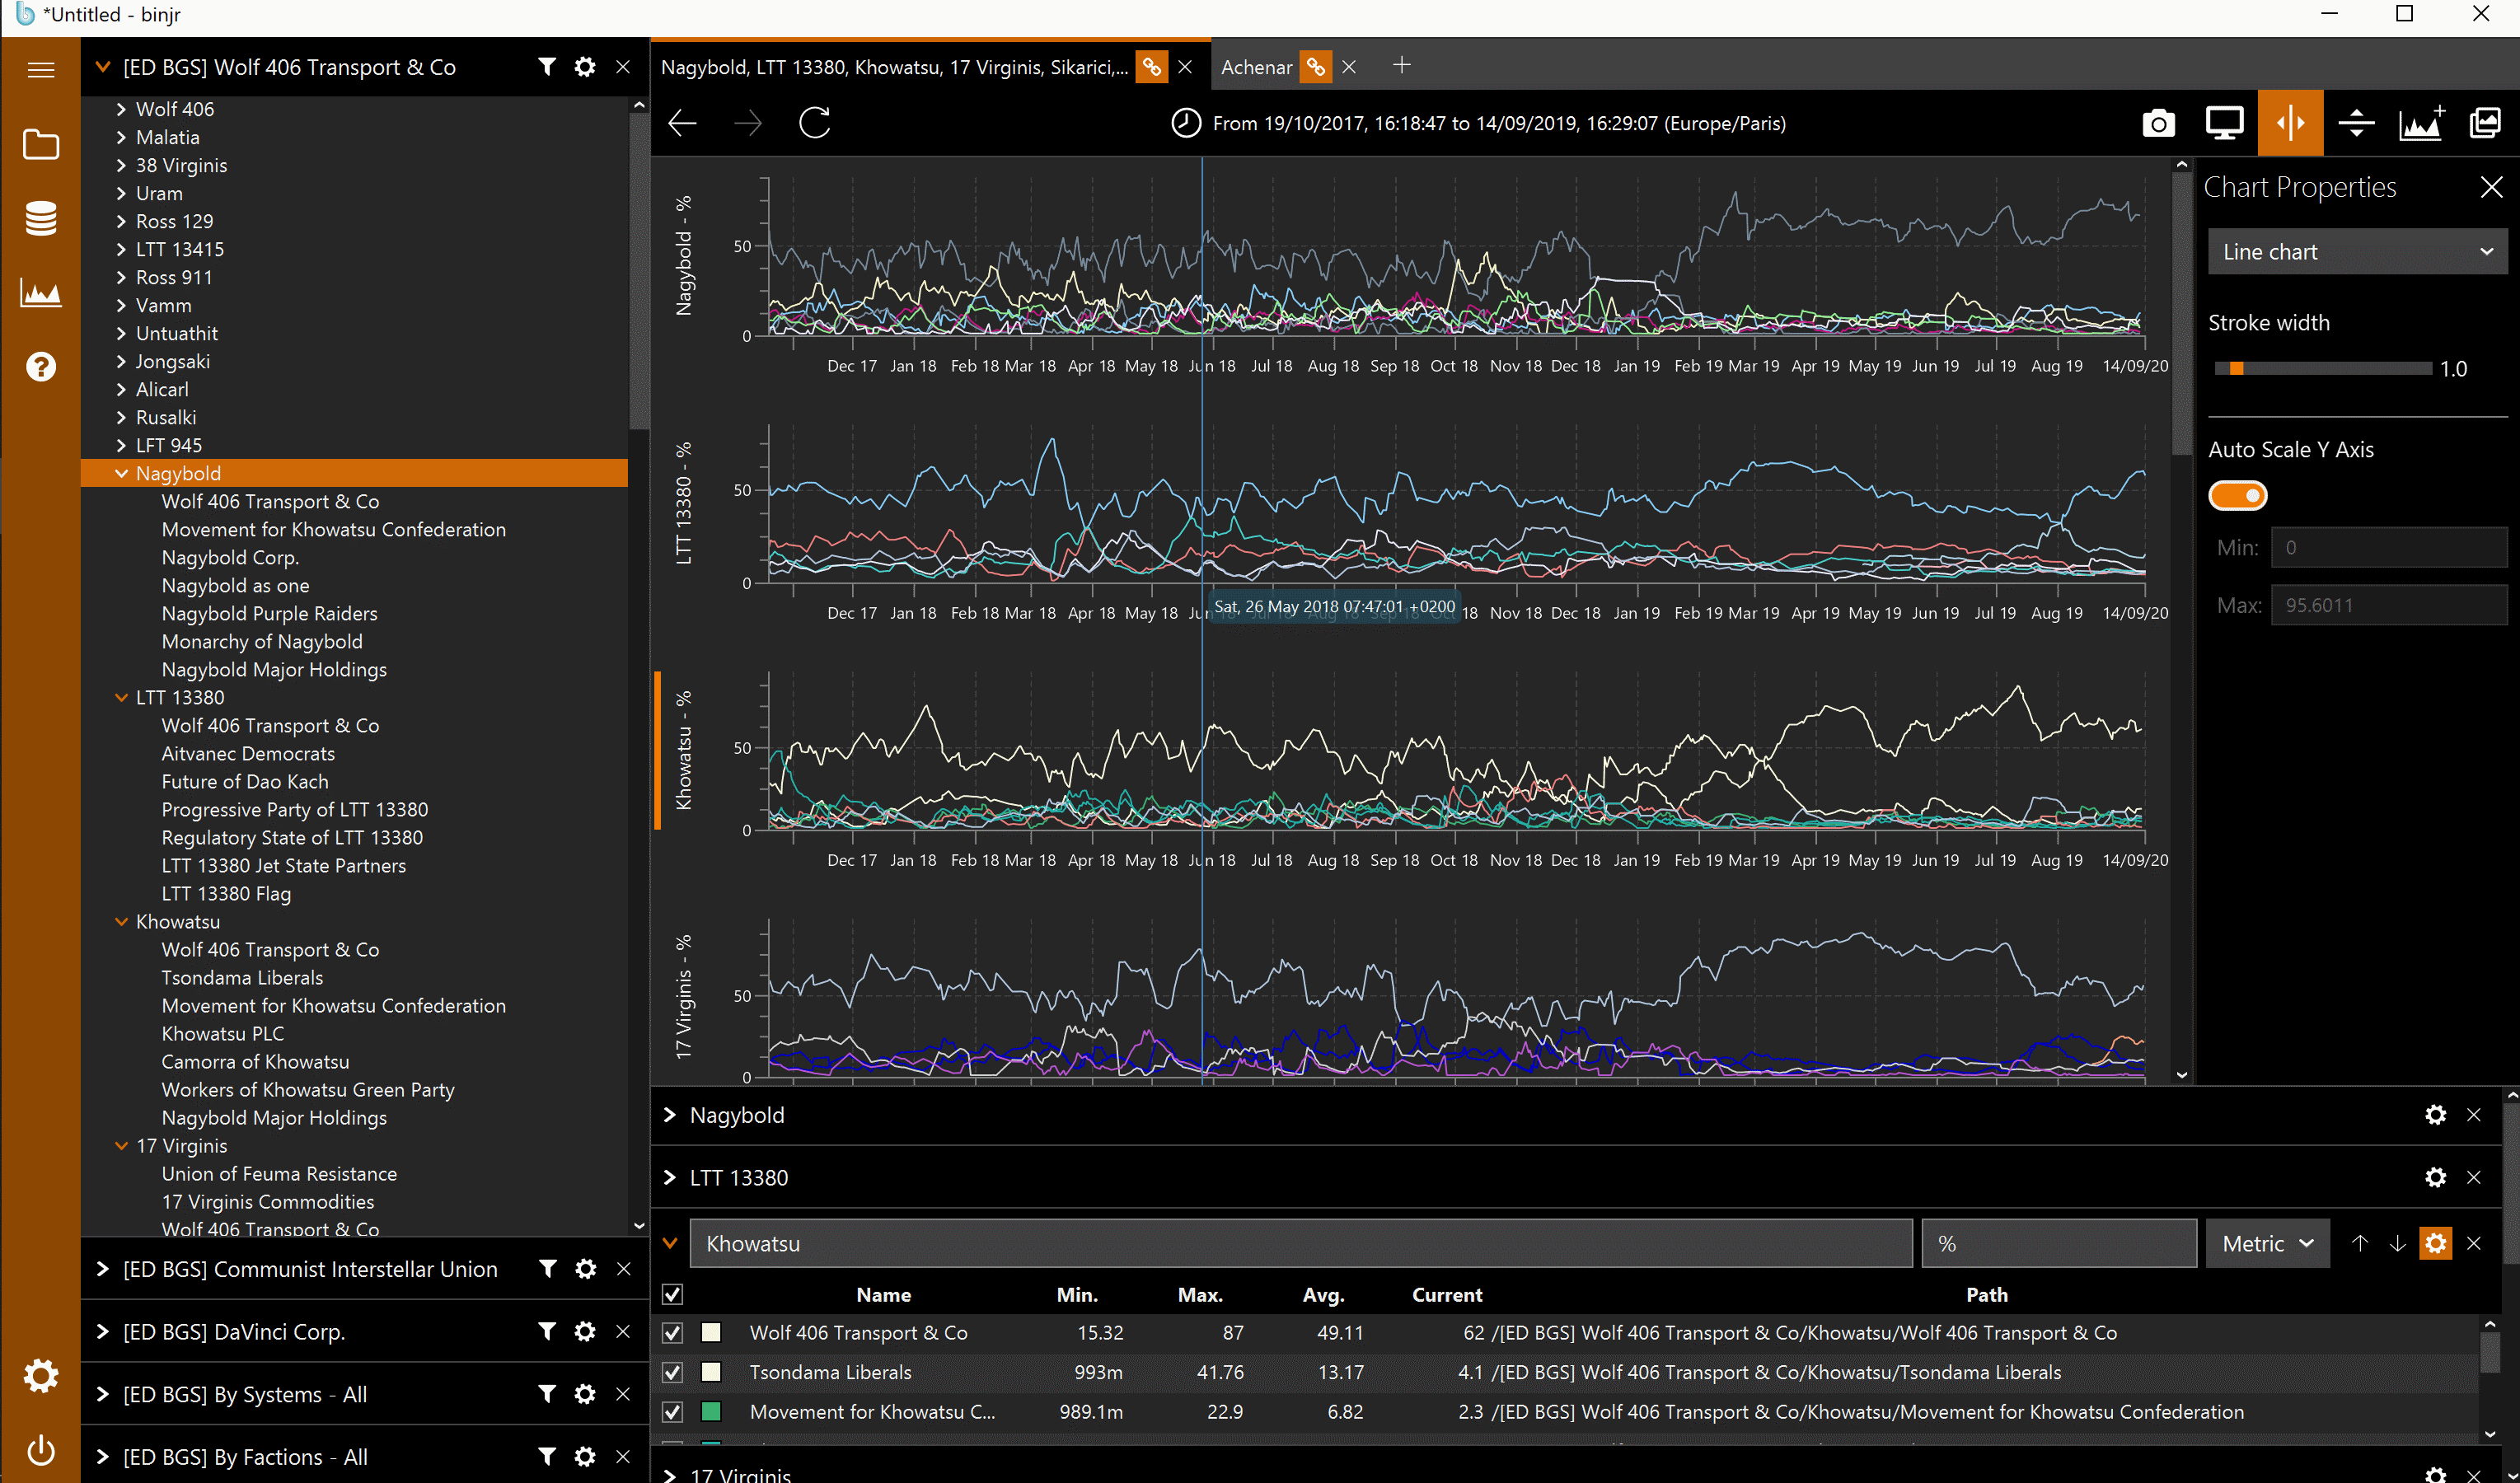 *Untitled - binjr
[ED BGS] Wolf 406 Transport & Co
Wolf 406
Malatia
38 Virginis
Uram
Ross 129
LTT 13415
Ross 911
Vamm
Untuathit
Jongsaki
Alicarl
Rusalki
LFT 945
Nagybold
Wolf 406 Transport & Co
Movement for Khowatsu Confederation
Nagybold Corp.
Nagybold as one
Nagybold Purple Raiders
Monarchy of Nagybold
Nagybold Major Holdings
LTT 13380
Wolf 406 Transport & Co
Aitvanec Democrats
Future of Dao Kach
Progressive Party of LTT 13380
Regulatory State of LTT 13380
LTT 13380 Jet State Partners
LTT 13380 Flag
Khowatsu
Wolf 406 Transport & Co
Tsondama Liberals
Movement for Khowatsu Confederation
Khowatsu PLC
Camorra of Khowatsu
Workers of Khowatsu Green Party
Nagybold Major Holdings
17 Virginis
Union of Feuma Resistance
17 Virginis Commodities
Wolf 406 Transport & Co
[ED BGS] Communist Interstellar Union
[ED BGS] DaVinci Corp.
[ED BGS] By Systems - All
[ED BGS] By Factions - All
Nagybold, LTT 13380, Khowatsu, 17 Virginis, Sikarici,...
Achenar
From 19/10/2017, 16:18:47 to 14/09/2019, 16:29:07 (Europe/Paris)
Nagybold - %
50
0
Dec 17 Jan 18 Feb 18 Mar 18 Apr 18 May 18 Jun 18 Jul 18 Aug 18 Sep 18 Oct 18 Nov 18 Dec 18 Jan 19 Feb 19 Mar 19 Apr 19 May 19 Jun 19 Jul 19 Aug 19 14/09/20
LTT 13380 - %
50
0
Sat, 26 May 2018 07:47:01 +0200
Dec 17 Jan 18 Feb 18 Mar 18 Apr 18 May 18 Jun 18 Nov 18 Dec 18 Jan 19 Feb 19 Mar 19 Apr 19 May 19 Jun 19 Jul 19 Aug 19 14/09/20
Khowatsu - %
50
0
Dec 17 Jan 18 Feb 18 Mar 18 Apr 18 May 18 Jun 18 Jul 18 Aug 18 Sep 18 Oct 18 Nov 18 Dec 18 Jan 19 Feb 19 Mar 19 Apr 19 May 19 Jun 19 Jul 19 Aug 19 14/09/20
17 Virginis - %
50
0
Chart Properties
Line chart
Stroke width
1.0
Auto Scale Y Axis
Min: 0
Max: 95.6011
Nagybold
LTT 13380
Khowatsu % Metric
Name Min. Max. Avg. Current Path
Wolf 406 Transport & Co 15.32 87 49.11 62 /[ED BGS] Wolf 406 Transport & Co/Khowatsu/Wolf 406 Transport & Co
Tsondama Liberals 993m 41.76 13.17 4.1 /[ED BGS] Wolf 406 Transport & Co/Khowatsu/Tsondama Liberals
Movement for Khowatsu C... 989.1m 22.9 6.82 2.3 /[ED BGS] Wolf 406 Transport & Co/Khowatsu/Movement for Khowatsu Confederation
17 Virginis